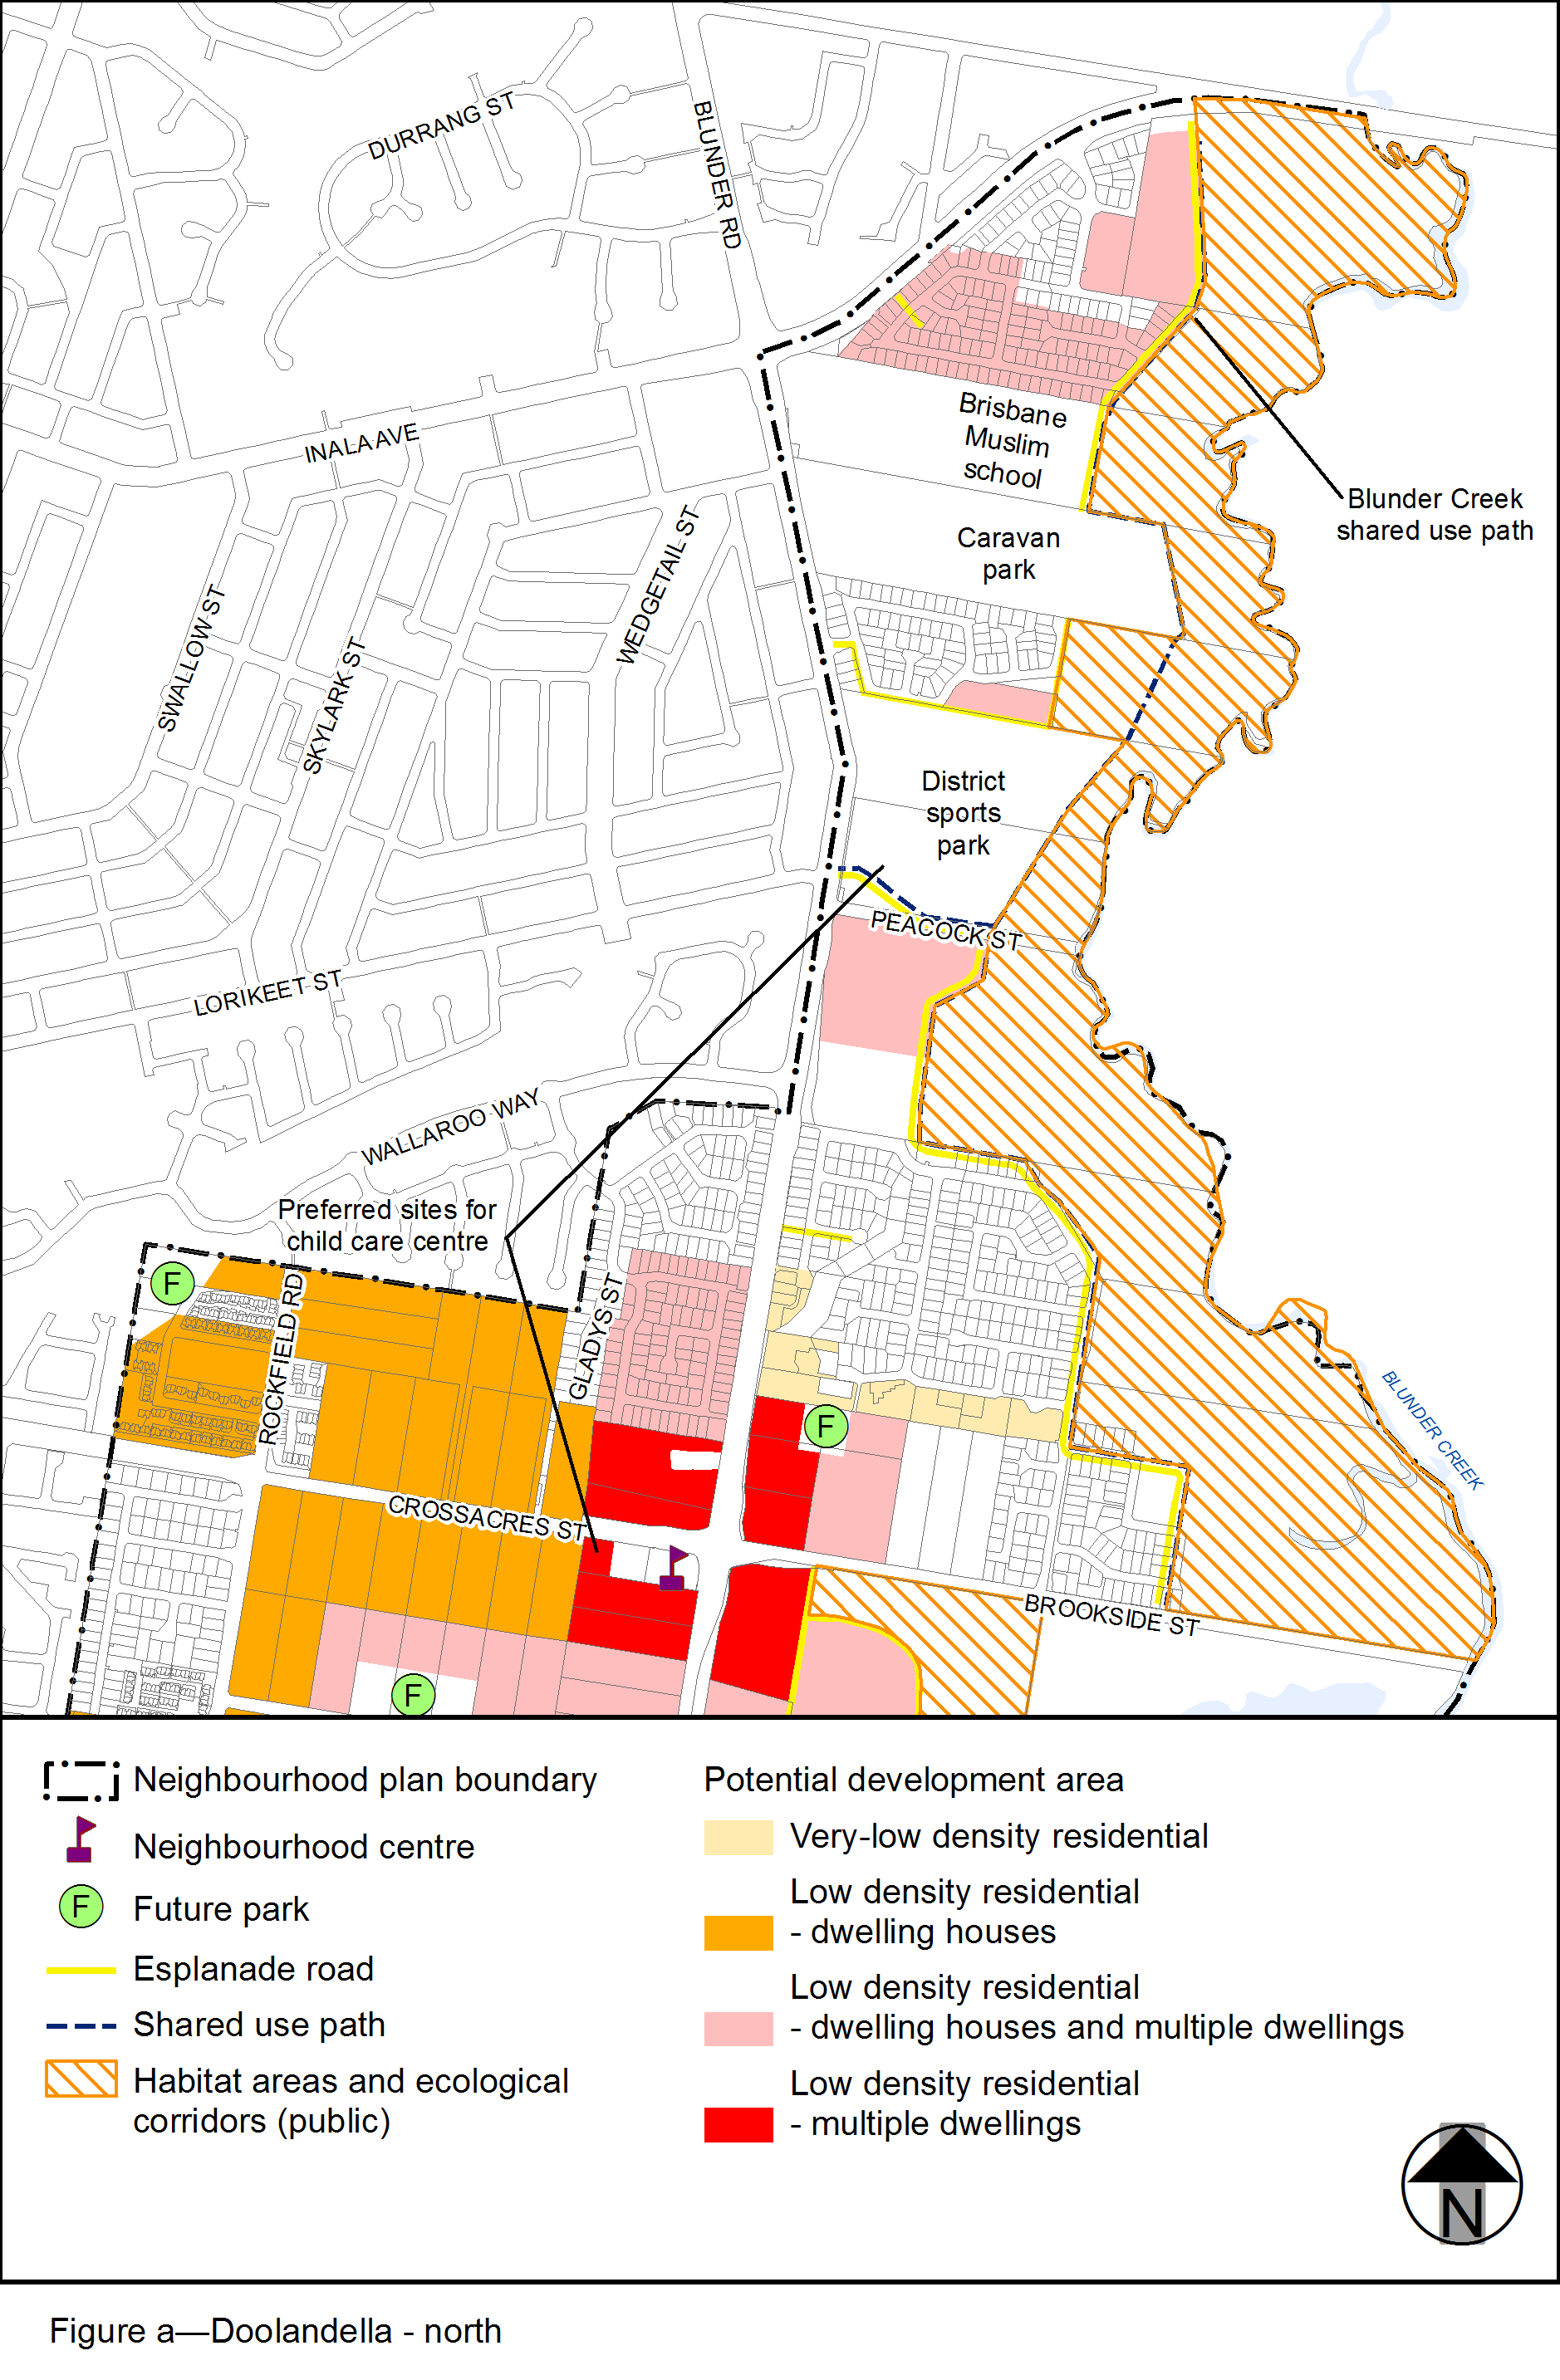 DURRANG ST
BLUNDER RD
INALA AVE
Brisbane
Muslim
school
Blunder Creek
shared use path
Caravan
park
WEDGETAIL ST
SWALLOW ST
SKYLARK ST
District
sports
park
PEACOCK ST
LORIKEET ST
WALLAROO WAY
Preferred sites for
child care centre
F
ROCKFIELD RD
GLADYS ST
F
BLUNDER CREEK
CROSSACRES ST
BROOKSIDE ST
F
Neighbourhood plan boundary
Neighbourhood centre
F
Future park
Esplanade road
Shared use path
Habitat areas and ecological
corridors (public)
Potential development area
Very-low density residential
Low density residential
- dwelling houses
Low density residential
- dwelling houses and multiple dwellings
Low density residential
- multiple dwellings
N
Figure a—Doolandella - north